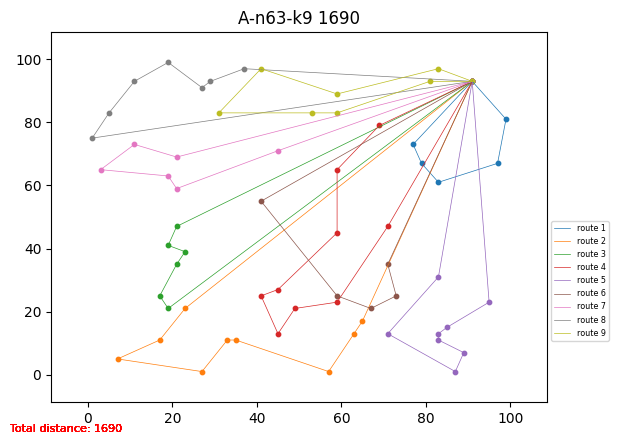 A-n63-k9 1690
100
80
60
40
20
0
0 20 40 60 80 100
route 1
route 2
route 3
route 4
route 5
route 6
route 7
route 8
route 9
Total distance: 1690